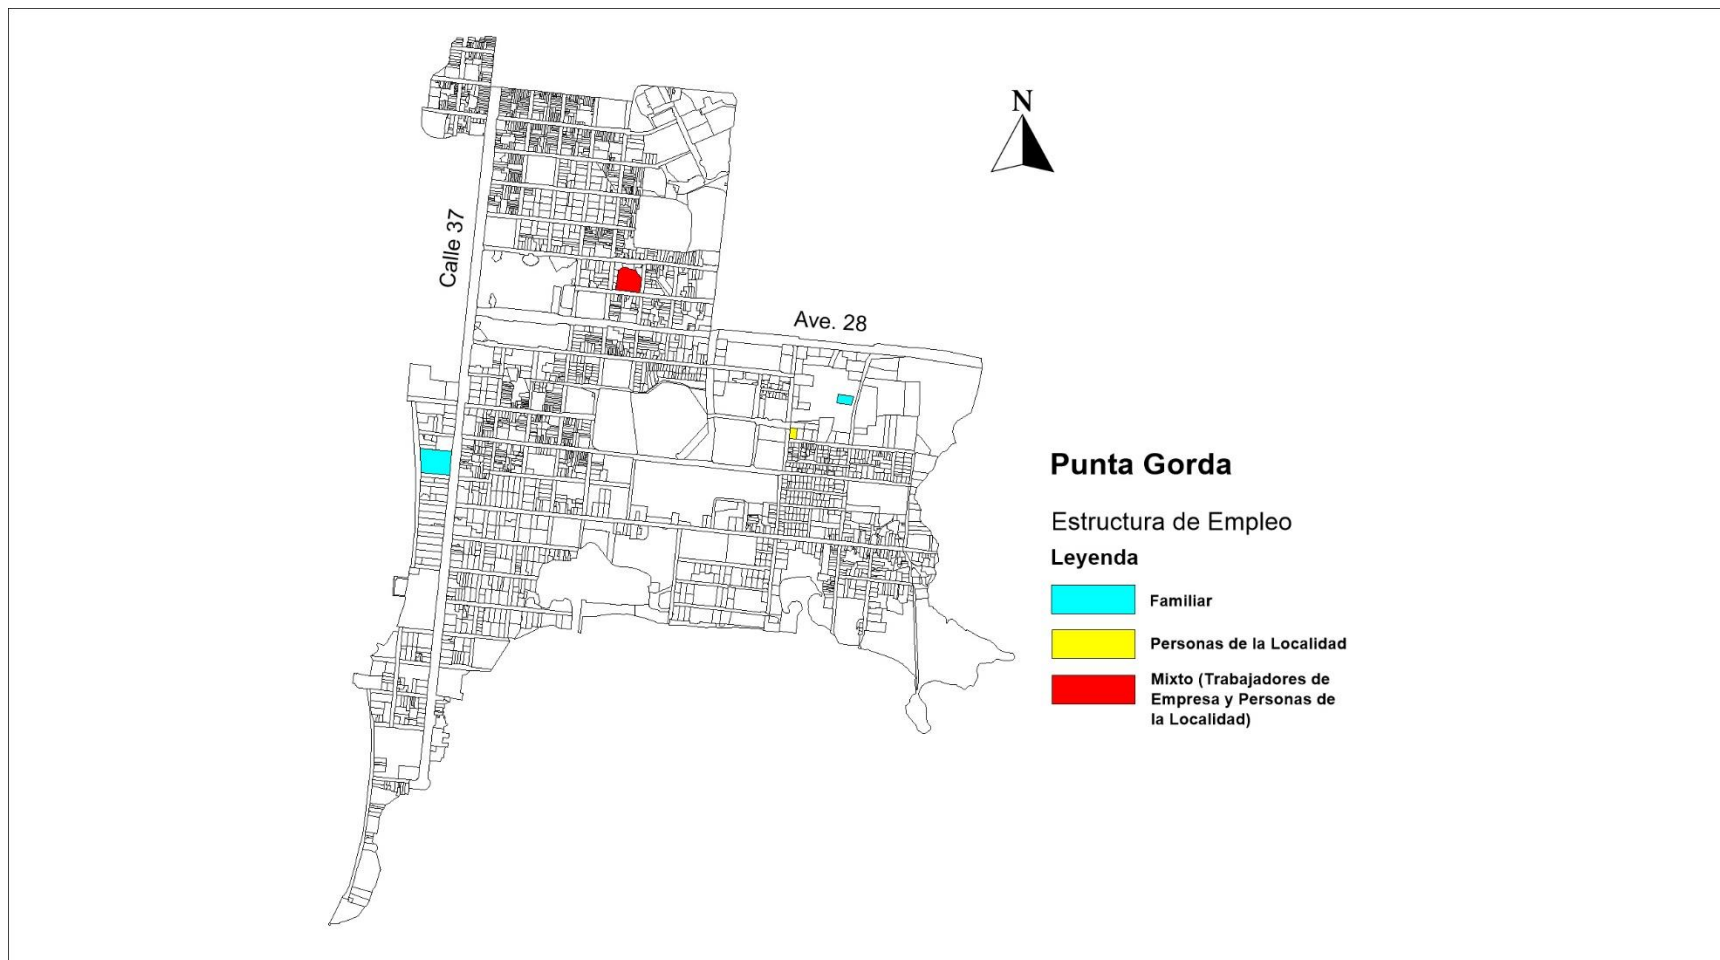 N
Calle 37
Ave. 28
Punta Gorda
Estructura de Empleo
Leyenda
Familiar
Personas de la Localidad
Mixto (Trabajadores de
Empresa y Personas de
la Localidad)